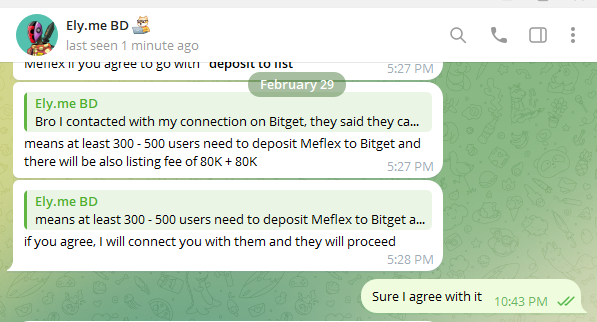 Ely.me BD
last seen 1 minute ago
Meflex if you agree to go with "deposit to list"
5:27 PM
February 29
Ely.me BD
Bro I contacted with my connection on Bitget, they said they ca...
means at least 300 - 500 users need to deposit Meflex to Bitget and
there will be also listing fee of 80K + 80K
5:27 PM
Ely.me BD
means at least 300 - 500 users need to deposit Meflex to Bitget a...
if you agree, I will connect you with them and they will proceed
5:28 PM
Sure I agree with it
10:43 PM